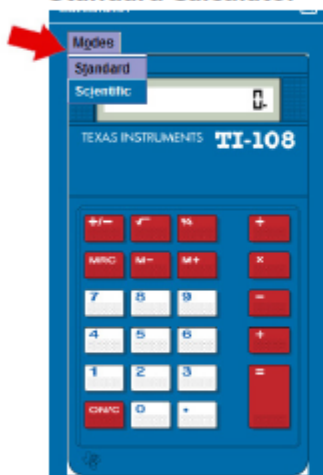 Modes
Standard
Scientific
0.
TEXAS INSTRUMENTS TI-108
+/− √ % ÷
MRC M− M+ ×
7 8 9 −
4 5 6 +
1 2 3 =
ON/C 0 .